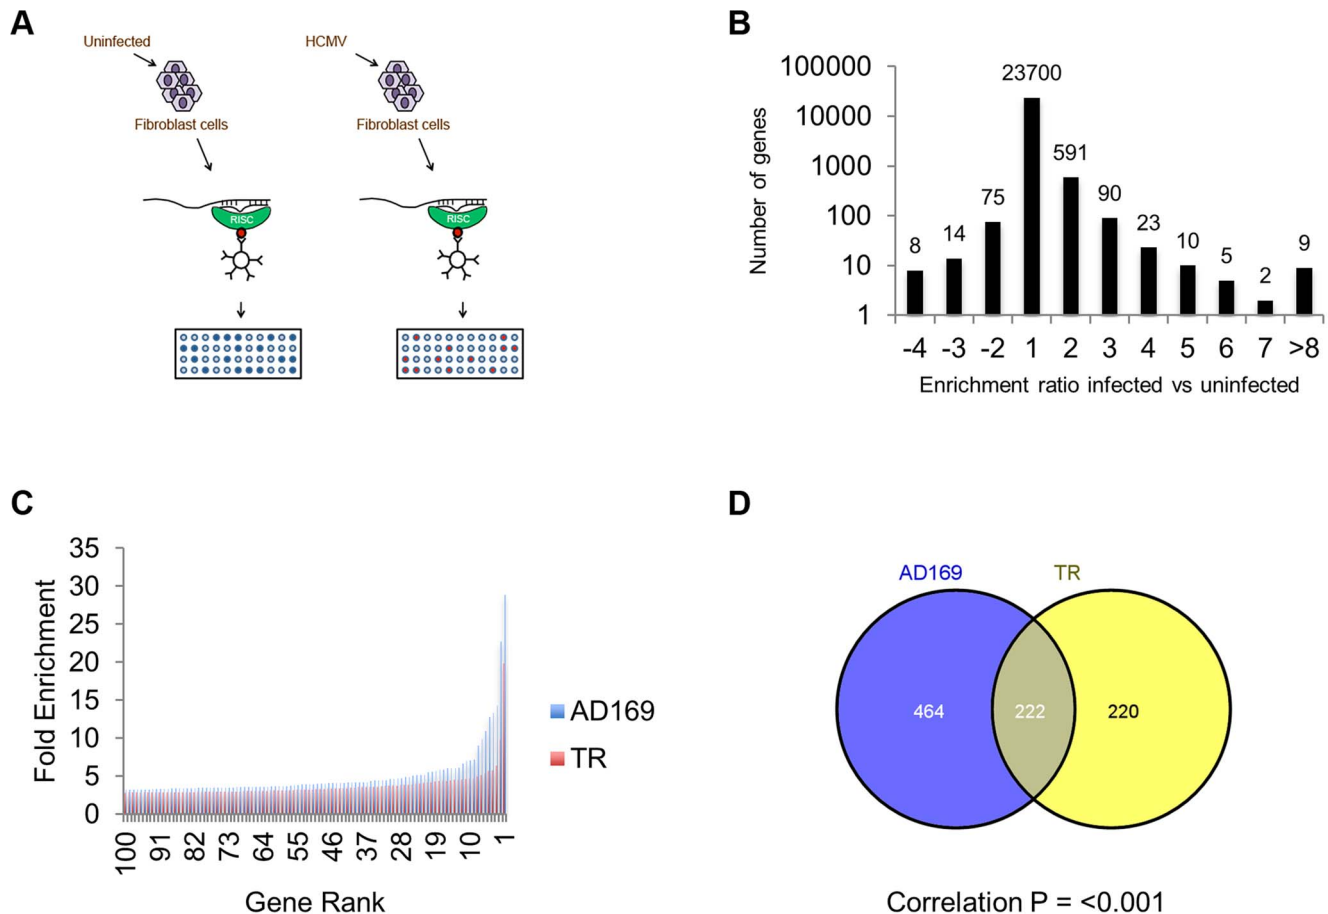 A
Uninfected
HCMV
Fibroblast cells
Fibroblast cells
RISC
RISC
B
Number of genes
100000
10000
1000
100
10
1
8
14
75
23700
591
90
23
10
5
2
9
-4 -3 -2 1 2 3 4 5 6 7 >8
Enrichment ratio infected vs uninfected
C
Fold Enrichment
35
30
25
20
15
10
5
0
100 91 82 73 64 55 46 37 28 19 10 1
Gene Rank
AD169
TR
D
AD169 TR
464 222 220
Correlation P = <0.001